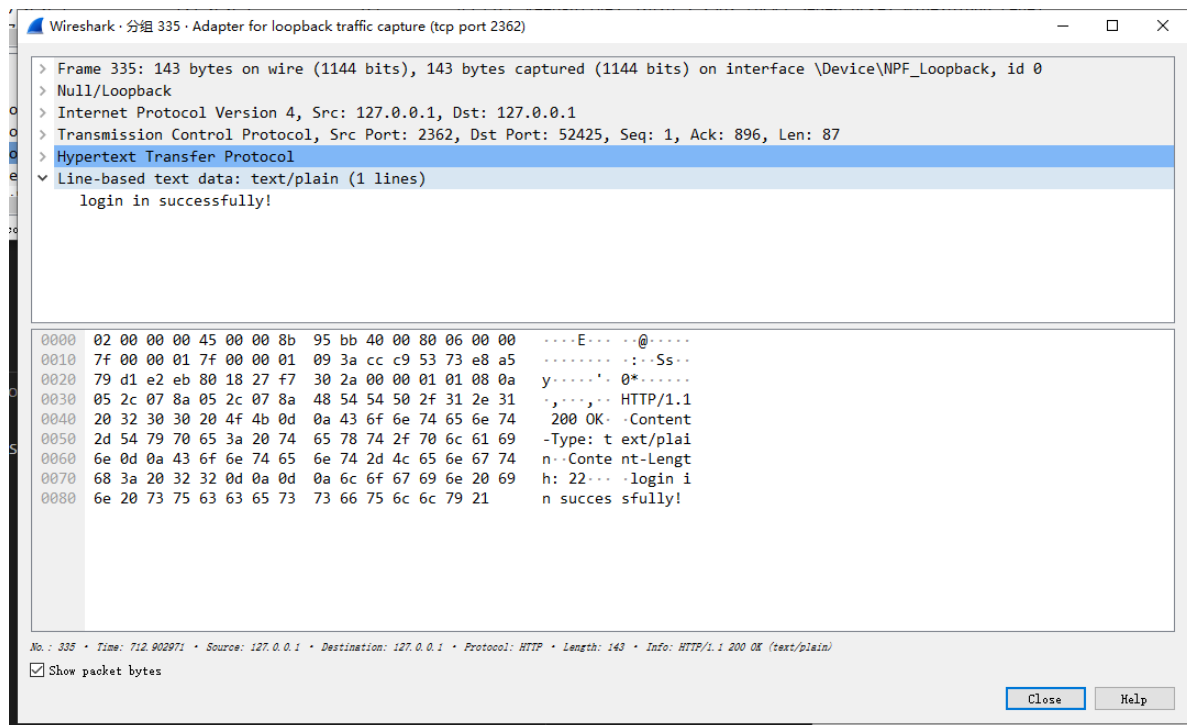 Wireshark · 分组 335 · Adapter for loopback traffic capture (tcp port 2362)
> Frame 335: 143 bytes on wire (1144 bits), 143 bytes captured (1144 bits) on interface \Device\NPF_Loopback, id 0
> Null/Loopback
> Internet Protocol Version 4, Src: 127.0.0.1, Dst: 127.0.0.1
> Transmission Control Protocol, Src Port: 2362, Dst Port: 52425, Seq: 1, Ack: 896, Len: 87
> Hypertext Transfer Protocol
Line-based text data: text/plain (1 lines)
login in successfully!
0000 02 00 00 00 45 00 00 8b 95 bb 40 00 80 06 00 00 ····E··· ··@·····
0010 7f 00 00 01 7f 00 00 01 09 3a cc c9 53 73 e8 a5 ········ ·:··Ss··
0020 79 d1 e2 eb 80 18 27 f7 30 2a 00 00 01 01 08 0a y·····'· 0*······
0030 05 2c 07 8a 05 2c 07 8a 48 54 54 50 2f 31 2e 31 ·,···,·· HTTP/1.1
0040 20 32 30 30 20 4f 4b 0d 0a 43 6f 6e 74 65 6e 74 200 OK· ·Content
0050 2d 54 79 70 65 3a 20 74 65 78 74 2f 70 6c 61 69 -Type: t ext/plai
0060 6e 0d 0a 43 6f 6e 74 65 6e 74 2d 4c 65 6e 67 74 n··Conte nt-Lengt
0070 68 3a 20 32 32 0d 0a 0d 0a 6c 6f 67 69 6e 20 69 h: 22··· ·login i
0080 6e 20 73 75 63 63 65 73 73 66 75 6c 6c 79 21 n succes sfully!
No.: 335 · Time: 712.902971 · Source: 127.0.0.1 · Destination: 127.0.0.1 · Protocol: HTTP · Length: 143 · Info: HTTP/1.1 200 OK (text/plain)
Show packet bytes
Close Help